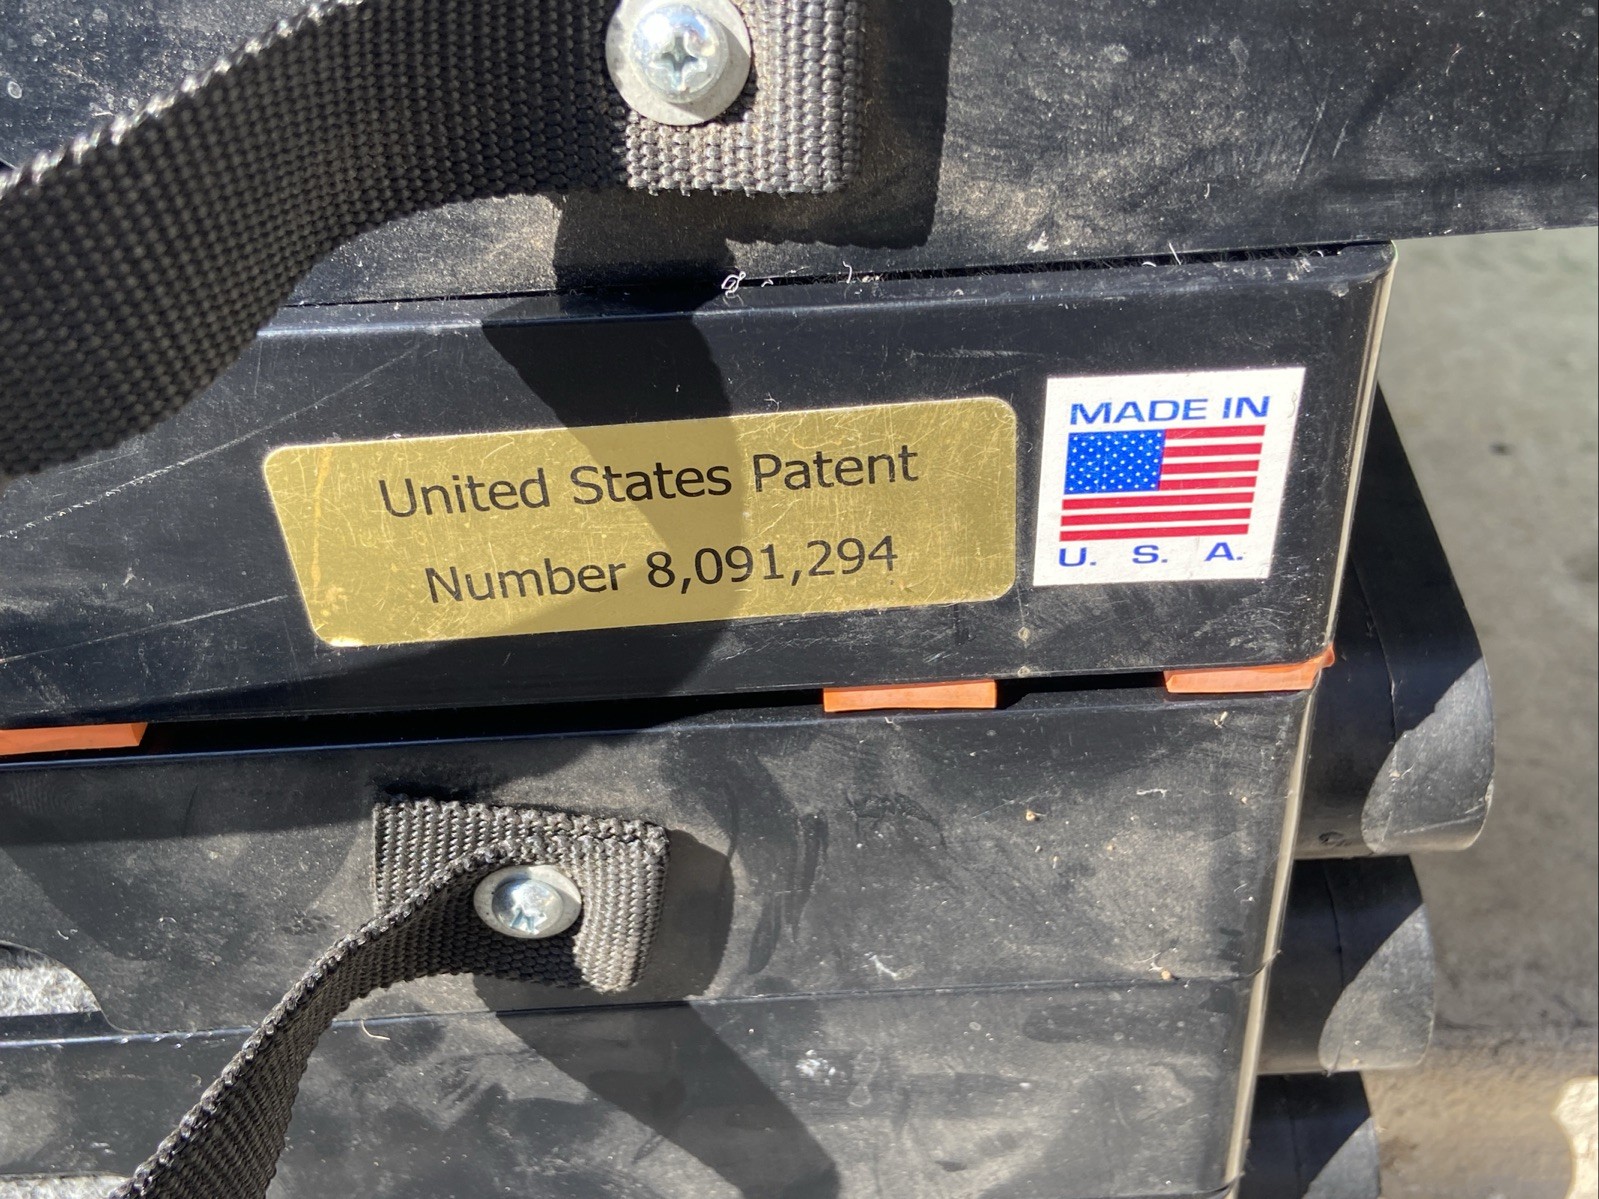 United States Patent
Number 8,091,294
MADE IN
U. S. A.